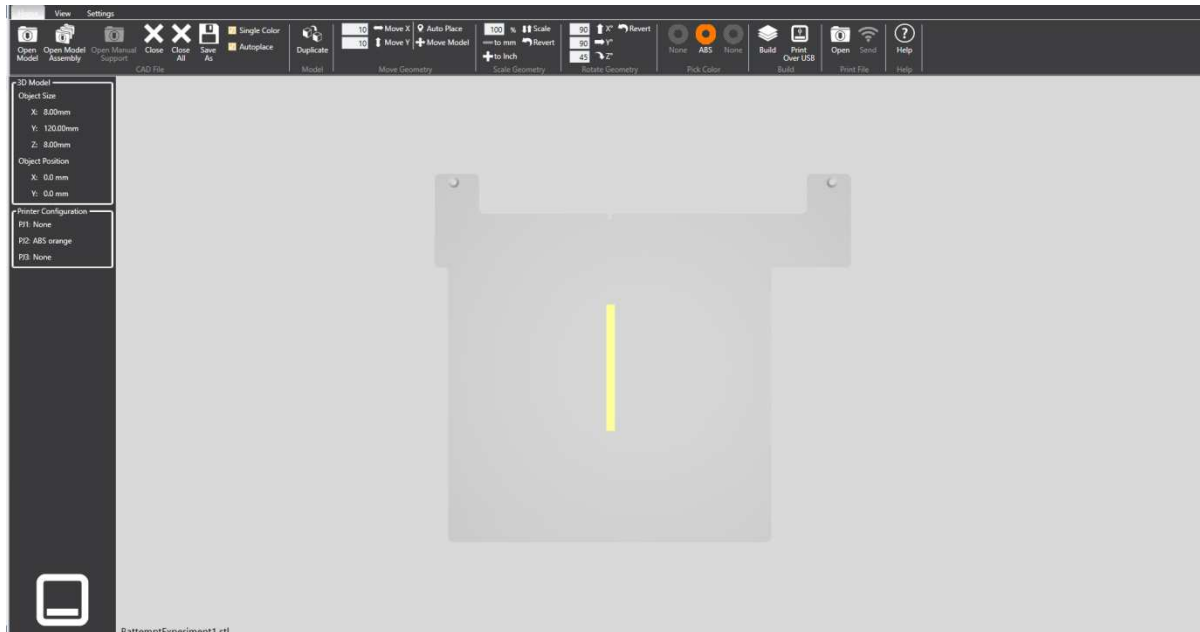 Home View Settings
Open Model
Open Model Assembly
Open Manual Support
Close
Close All
Save As
Single Color
Autoplace
CAD File
Duplicate
Model
10 Move X
10 Move Y
Auto Place
Move Model
Move Geometry
100 % Scale
to mm Revert
to Inch
Scale Geometry
90 X° Revert
90 Y°
45 Z°
Rotate Geometry
None ABS None
Pick Color
Build
Print Over USB
Build
Open Send
Print File
? Help
Help
3D Model
Object Size
X: 8.00mm
Y: 120.00mm
Z: 8.00mm
Object Position
X: 0.0 mm
Y: 0.0 mm
Printer Configuration
PJ1: None
PJ2: ABS orange
PJ3: None